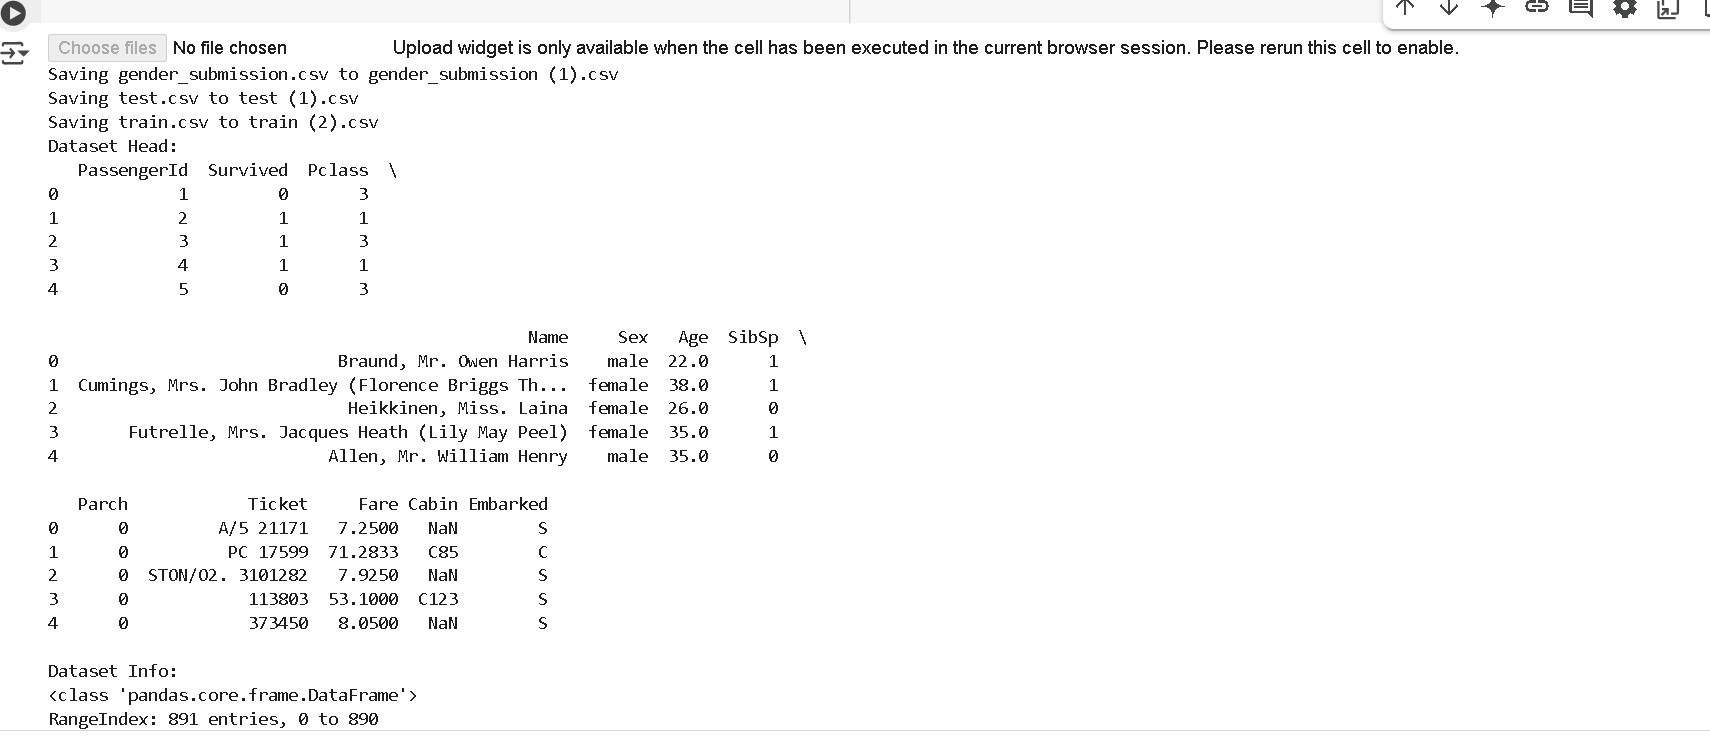 Choose files No file chosen Upload widget is only available when the cell has been executed in the current browser session. Please rerun this cell to enable.
Saving gender_submission.csv to gender_submission (1).csv
Saving test.csv to test (1).csv
Saving train.csv to train (2).csv
Dataset Head:
   PassengerId  Survived  Pclass  \
0            1         0       3
1            2         1       1
2            3         1       3
3            4         1       1
4            5         0       3
                                                Name     Sex   Age  SibSp  \
0                            Braund, Mr. Owen Harris    male  22.0      1
1  Cumings, Mrs. John Bradley (Florence Briggs Th...  female  38.0      1
2                             Heikkinen, Miss. Laina  female  26.0      0
3       Futrelle, Mrs. Jacques Heath (Lily May Peel)  female  35.0      1
4                           Allen, Mr. William Henry    male  35.0      0
   Parch            Ticket     Fare Cabin Embarked
0      0         A/5 21171   7.2500   NaN        S
1      0          PC 17599  71.2833   C85        C
2      0  STON/O2. 3101282   7.9250   NaN        S
3      0            113803  53.1000  C123        S
4      0            373450   8.0500   NaN        S
Dataset Info:
<class 'pandas.core.frame.DataFrame'>
RangeIndex: 891 entries, 0 to 890